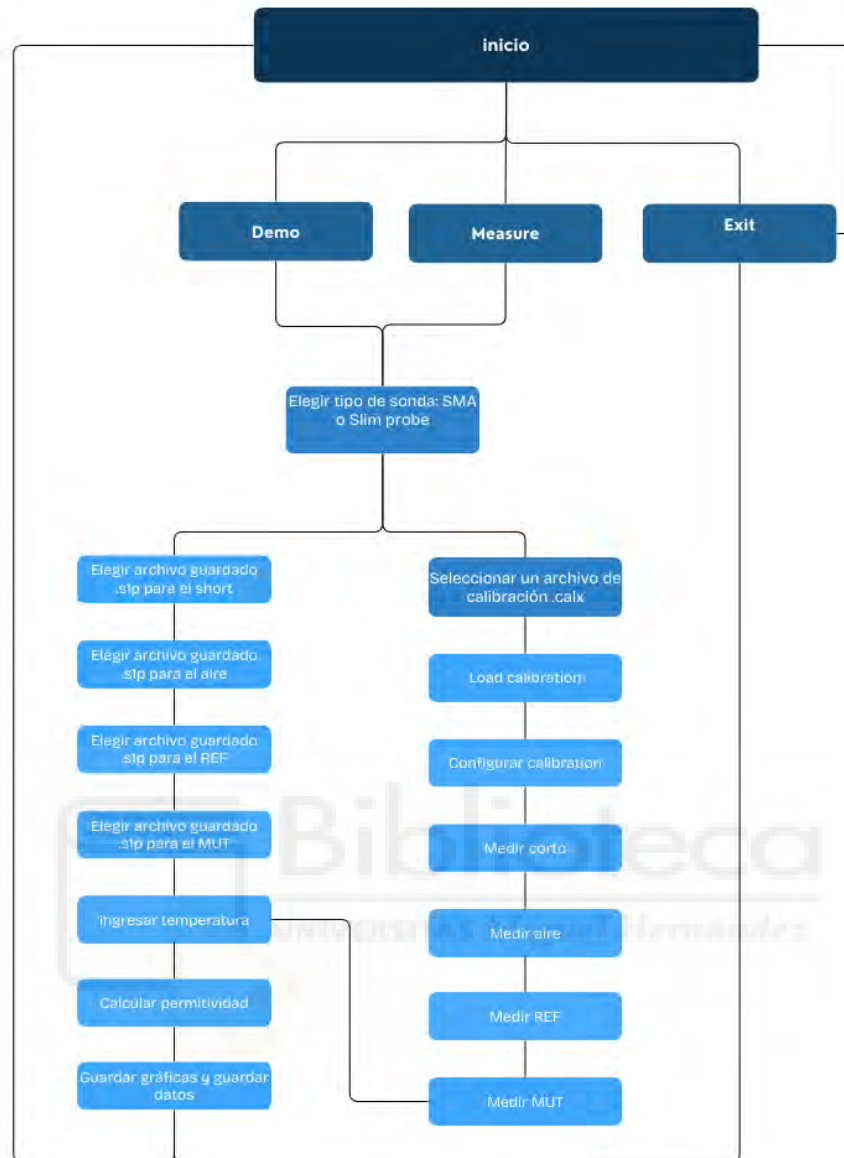 inicio
Demo
Measure
Exit
Elegir tipo de sonda: SMA
o Slim probe
Elegir archivo guardado
.s1p para el short
Elegir archivo guardado
.s1p para el aire
Elegir archivo guardado
.s1p para el REF
Elegir archivo guardado
.s1p para el MUT
Ingresar temperatura
Calcular permitividad
Guardar gráficas y guardar
datos
Seleccionar un archivo de
calibración .calx
Load calibration
Configurar calibration
Medir corto
Medir aire
Medir REF
Medir MUT
Biblioteca